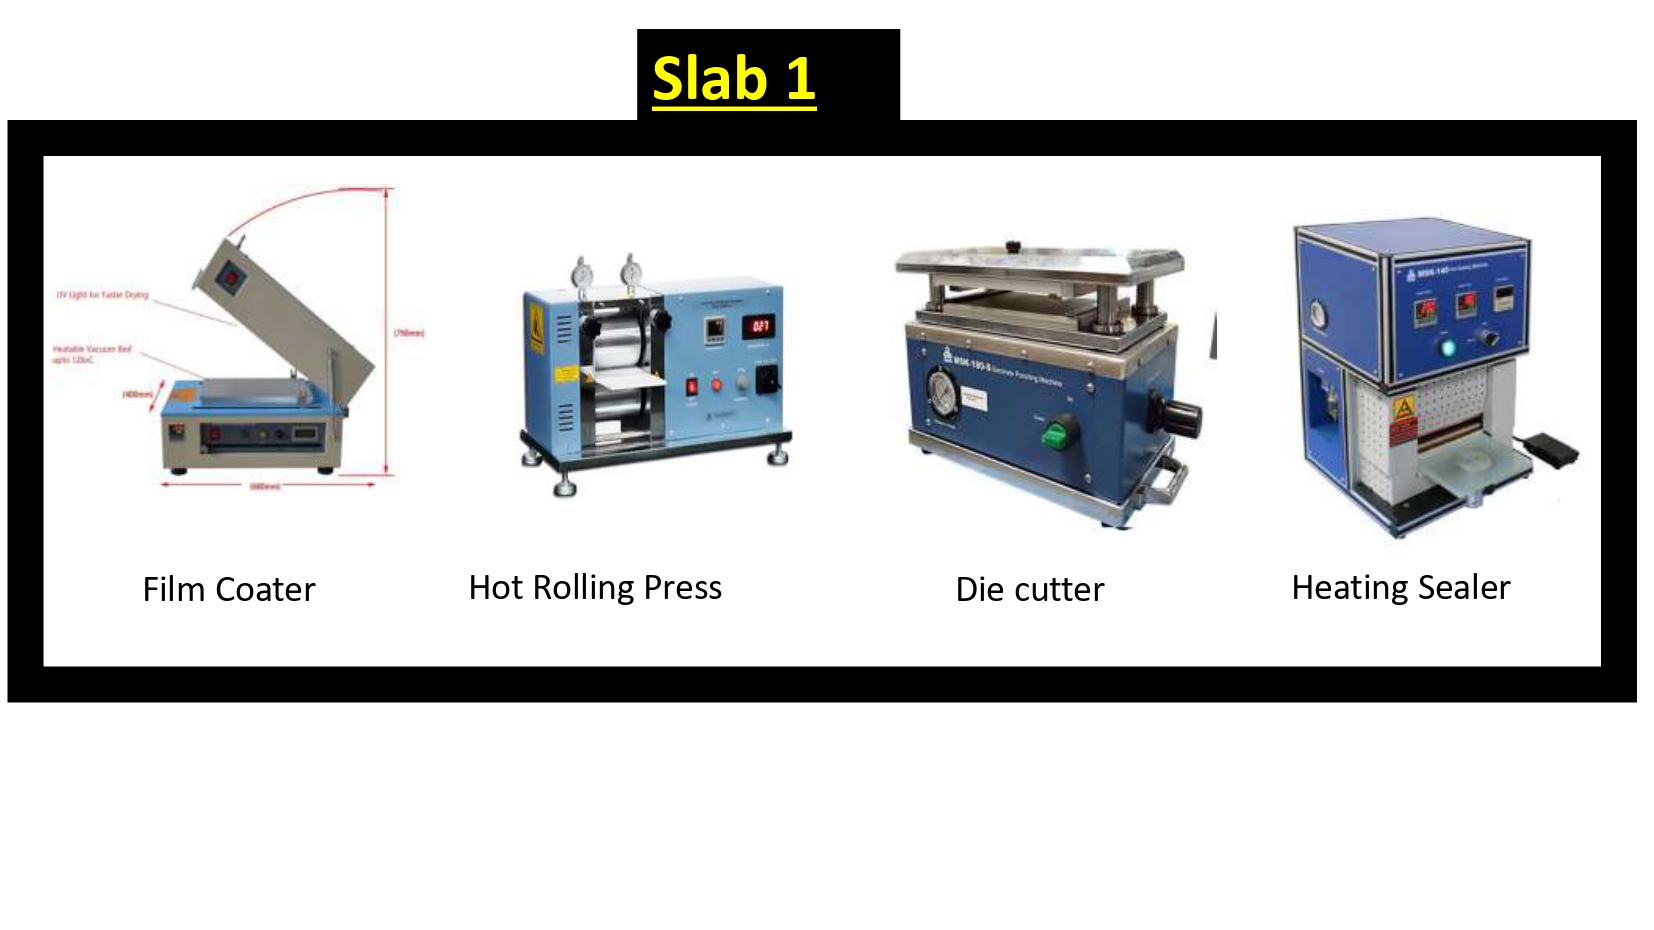 Slab 1
UV Light for Faster Drying
Heatable Vacuum Bed
upto 120oC
(790mm)
(400mm)
(680mm)
027
MSK-180-S Electrode Punching Machine
MSK-140
Film Coater
Hot Rolling Press
Die cutter
Heating Sealer